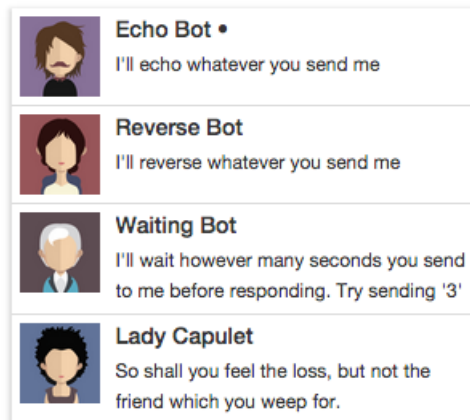 Echo Bot •
I'll echo whatever you send me
Reverse Bot
I'll reverse whatever you send me
Waiting Bot
I'll wait however many seconds you send
to me before responding. Try sending '3'
Lady Capulet
So shall you feel the loss, but not the
friend which you weep for.